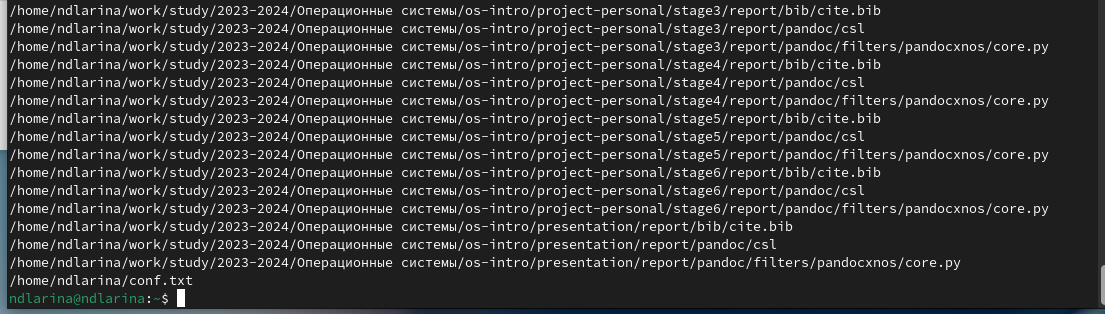 /home/ndlarina/work/study/2023-2024/Операционные системы/os-intro/project-personal/stage3/report/bib/cite.bib
/home/ndlarina/work/study/2023-2024/Операционные системы/os-intro/project-personal/stage3/report/pandoc/csl
/home/ndlarina/work/study/2023-2024/Операционные системы/os-intro/project-personal/stage3/report/pandoc/filters/pandocxnos/core.py
/home/ndlarina/work/study/2023-2024/Операционные системы/os-intro/project-personal/stage4/report/bib/cite.bib
/home/ndlarina/work/study/2023-2024/Операционные системы/os-intro/project-personal/stage4/report/pandoc/csl
/home/ndlarina/work/study/2023-2024/Операционные системы/os-intro/project-personal/stage4/report/pandoc/filters/pandocxnos/core.py
/home/ndlarina/work/study/2023-2024/Операционные системы/os-intro/project-personal/stage5/report/bib/cite.bib
/home/ndlarina/work/study/2023-2024/Операционные системы/os-intro/project-personal/stage5/report/pandoc/csl
/home/ndlarina/work/study/2023-2024/Операционные системы/os-intro/project-personal/stage5/report/pandoc/filters/pandocxnos/core.py
/home/ndlarina/work/study/2023-2024/Операционные системы/os-intro/project-personal/stage6/report/bib/cite.bib
/home/ndlarina/work/study/2023-2024/Операционные системы/os-intro/project-personal/stage6/report/pandoc/csl
/home/ndlarina/work/study/2023-2024/Операционные системы/os-intro/project-personal/stage6/report/pandoc/filters/pandocxnos/core.py
/home/ndlarina/work/study/2023-2024/Операционные системы/os-intro/presentation/report/bib/cite.bib
/home/ndlarina/work/study/2023-2024/Операционные системы/os-intro/presentation/report/pandoc/csl
/home/ndlarina/work/study/2023-2024/Операционные системы/os-intro/presentation/report/pandoc/filters/pandocxnos/core.py
/home/ndlarina/conf.txt
ndlarina@ndlarina:~$